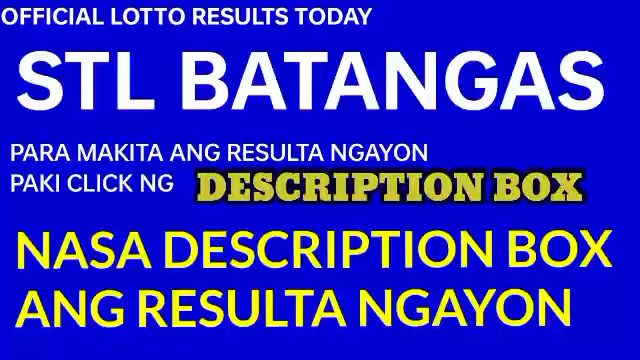 OFFICIAL LOTTO RESULTS TODAY
STL BATANGAS
PARA MAKITA ANG RESULTA NGAYON
PAKI CLICK NG DESCRIPTION BOX
NASA DESCRIPTION BOX
ANG RESULTA NGAYON